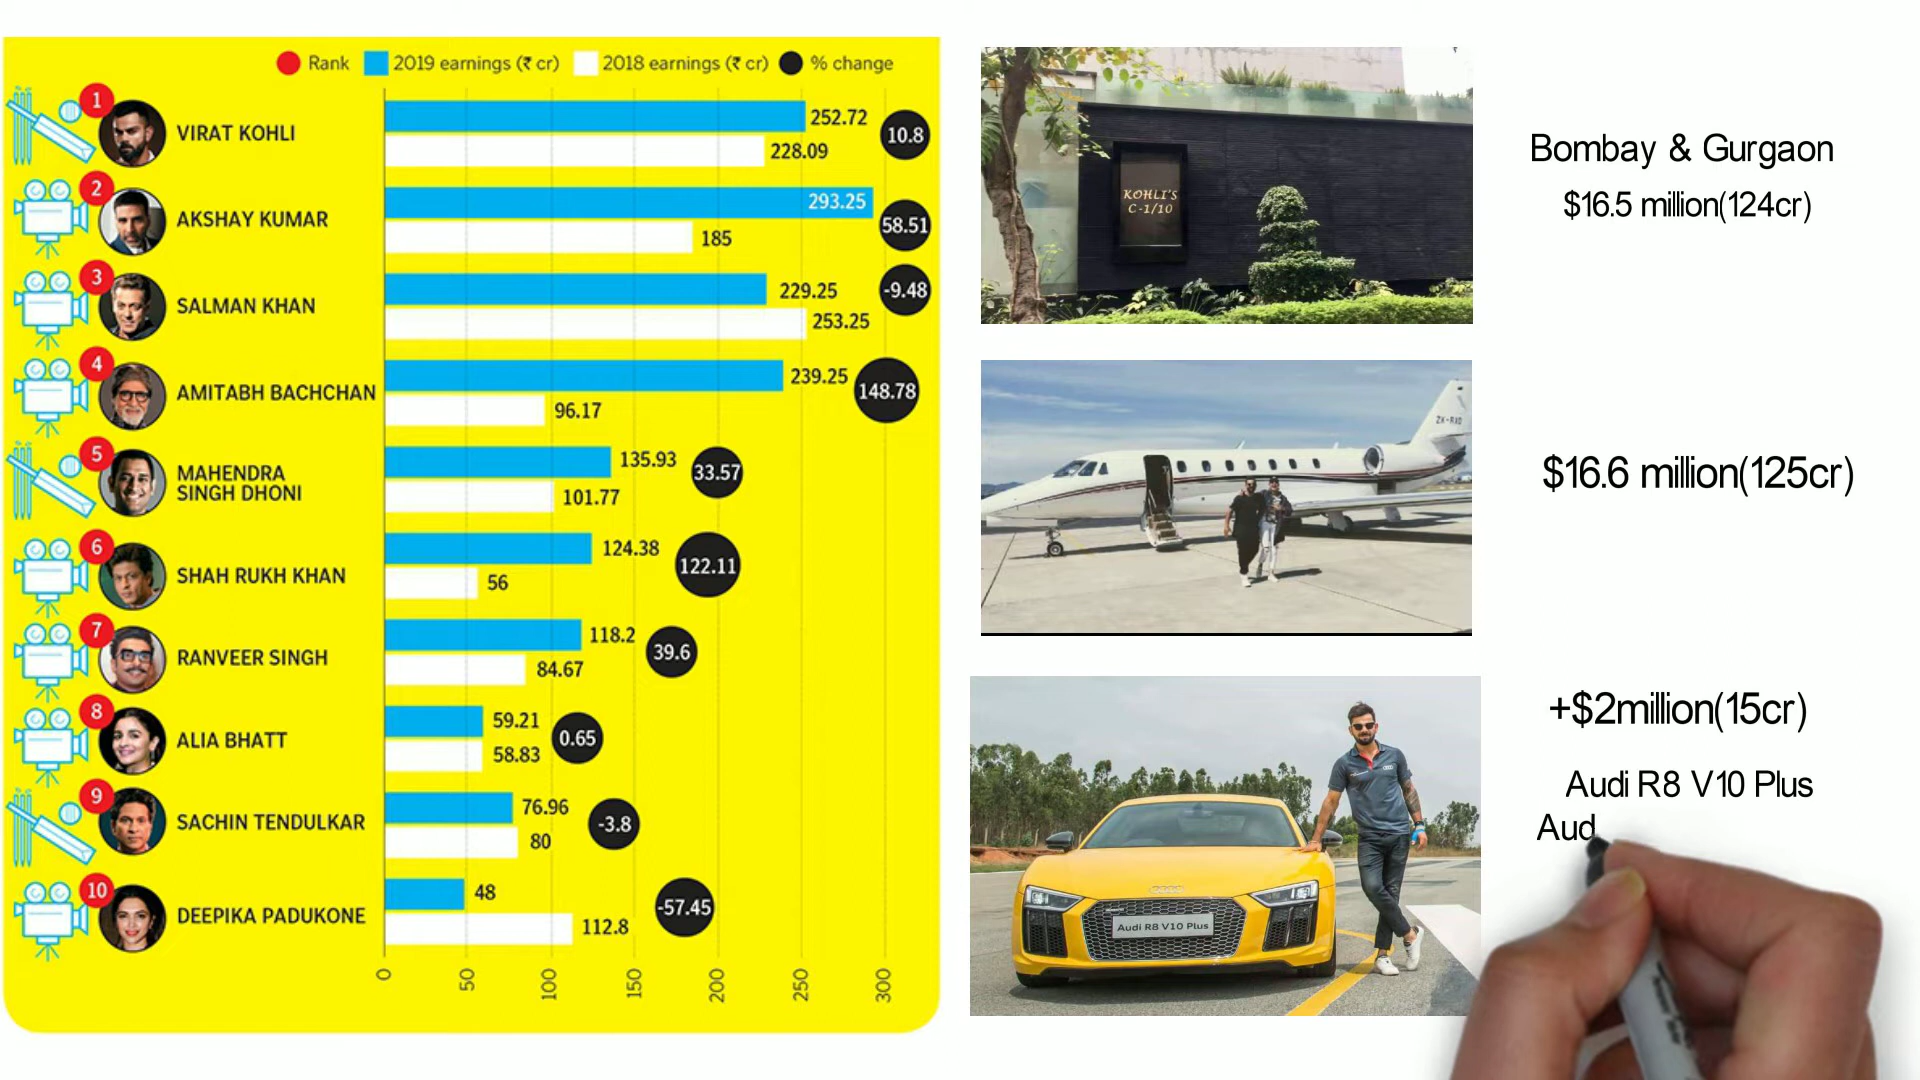 Rank 2019 earnings (₹ cr) 2018 earnings (₹ cr) % change
1
VIRAT KOHLI
252.72
228.09
10.8
2
AKSHAY KUMAR
293.25
185
58.51
3
SALMAN KHAN
229.25
253.25
-9.48
4
AMITABH BACHCHAN
239.25
96.17
148.78
5
MAHENDRA
SINGH DHONI
135.93
101.77
33.57
6
SHAH RUKH KHAN
124.38
56
122.11
7
RANVEER SINGH
118.2
84.67
39.6
8
ALIA BHATT
59.21
58.83
0.65
9
SACHIN TENDULKAR
76.96
80
-3.8
10
DEEPIKA PADUKONE
48
112.8
-57.45
0 50 100 150 200 250 300
KOHLI'S
C-1/10
Bombay & Gurgaon
$16.5 million(124cr)
$16.6 million(125cr)
+$2million(15cr)
Audi R8 V10 Plus
Aud
Audi R8 V10 Plus